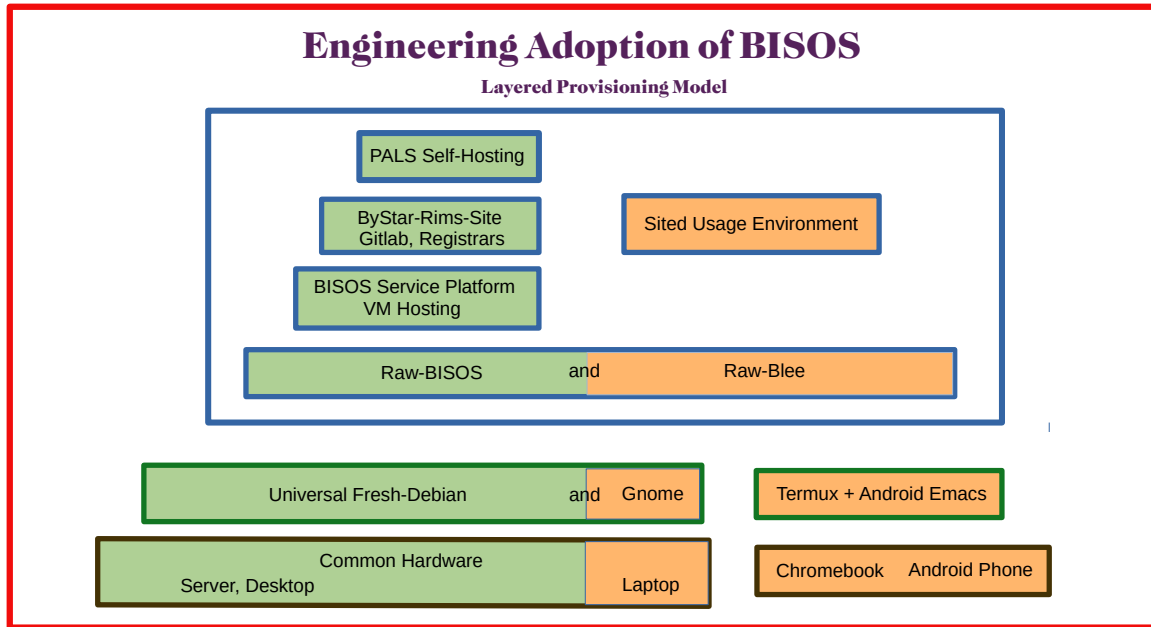 Engineering Adoption of BISOS
Layered Provisioning Model
PALS Self-Hosting
ByStar-Rims-Site
Gitlab, Registrars
Sited Usage Environment
BISOS Service Platform
VM Hosting
Raw-BISOS and Raw-Blee
Universal Fresh-Debian and Gnome
Termux + Android Emacs
Common Hardware
Server, Desktop
Laptop
Chromebook Android Phone